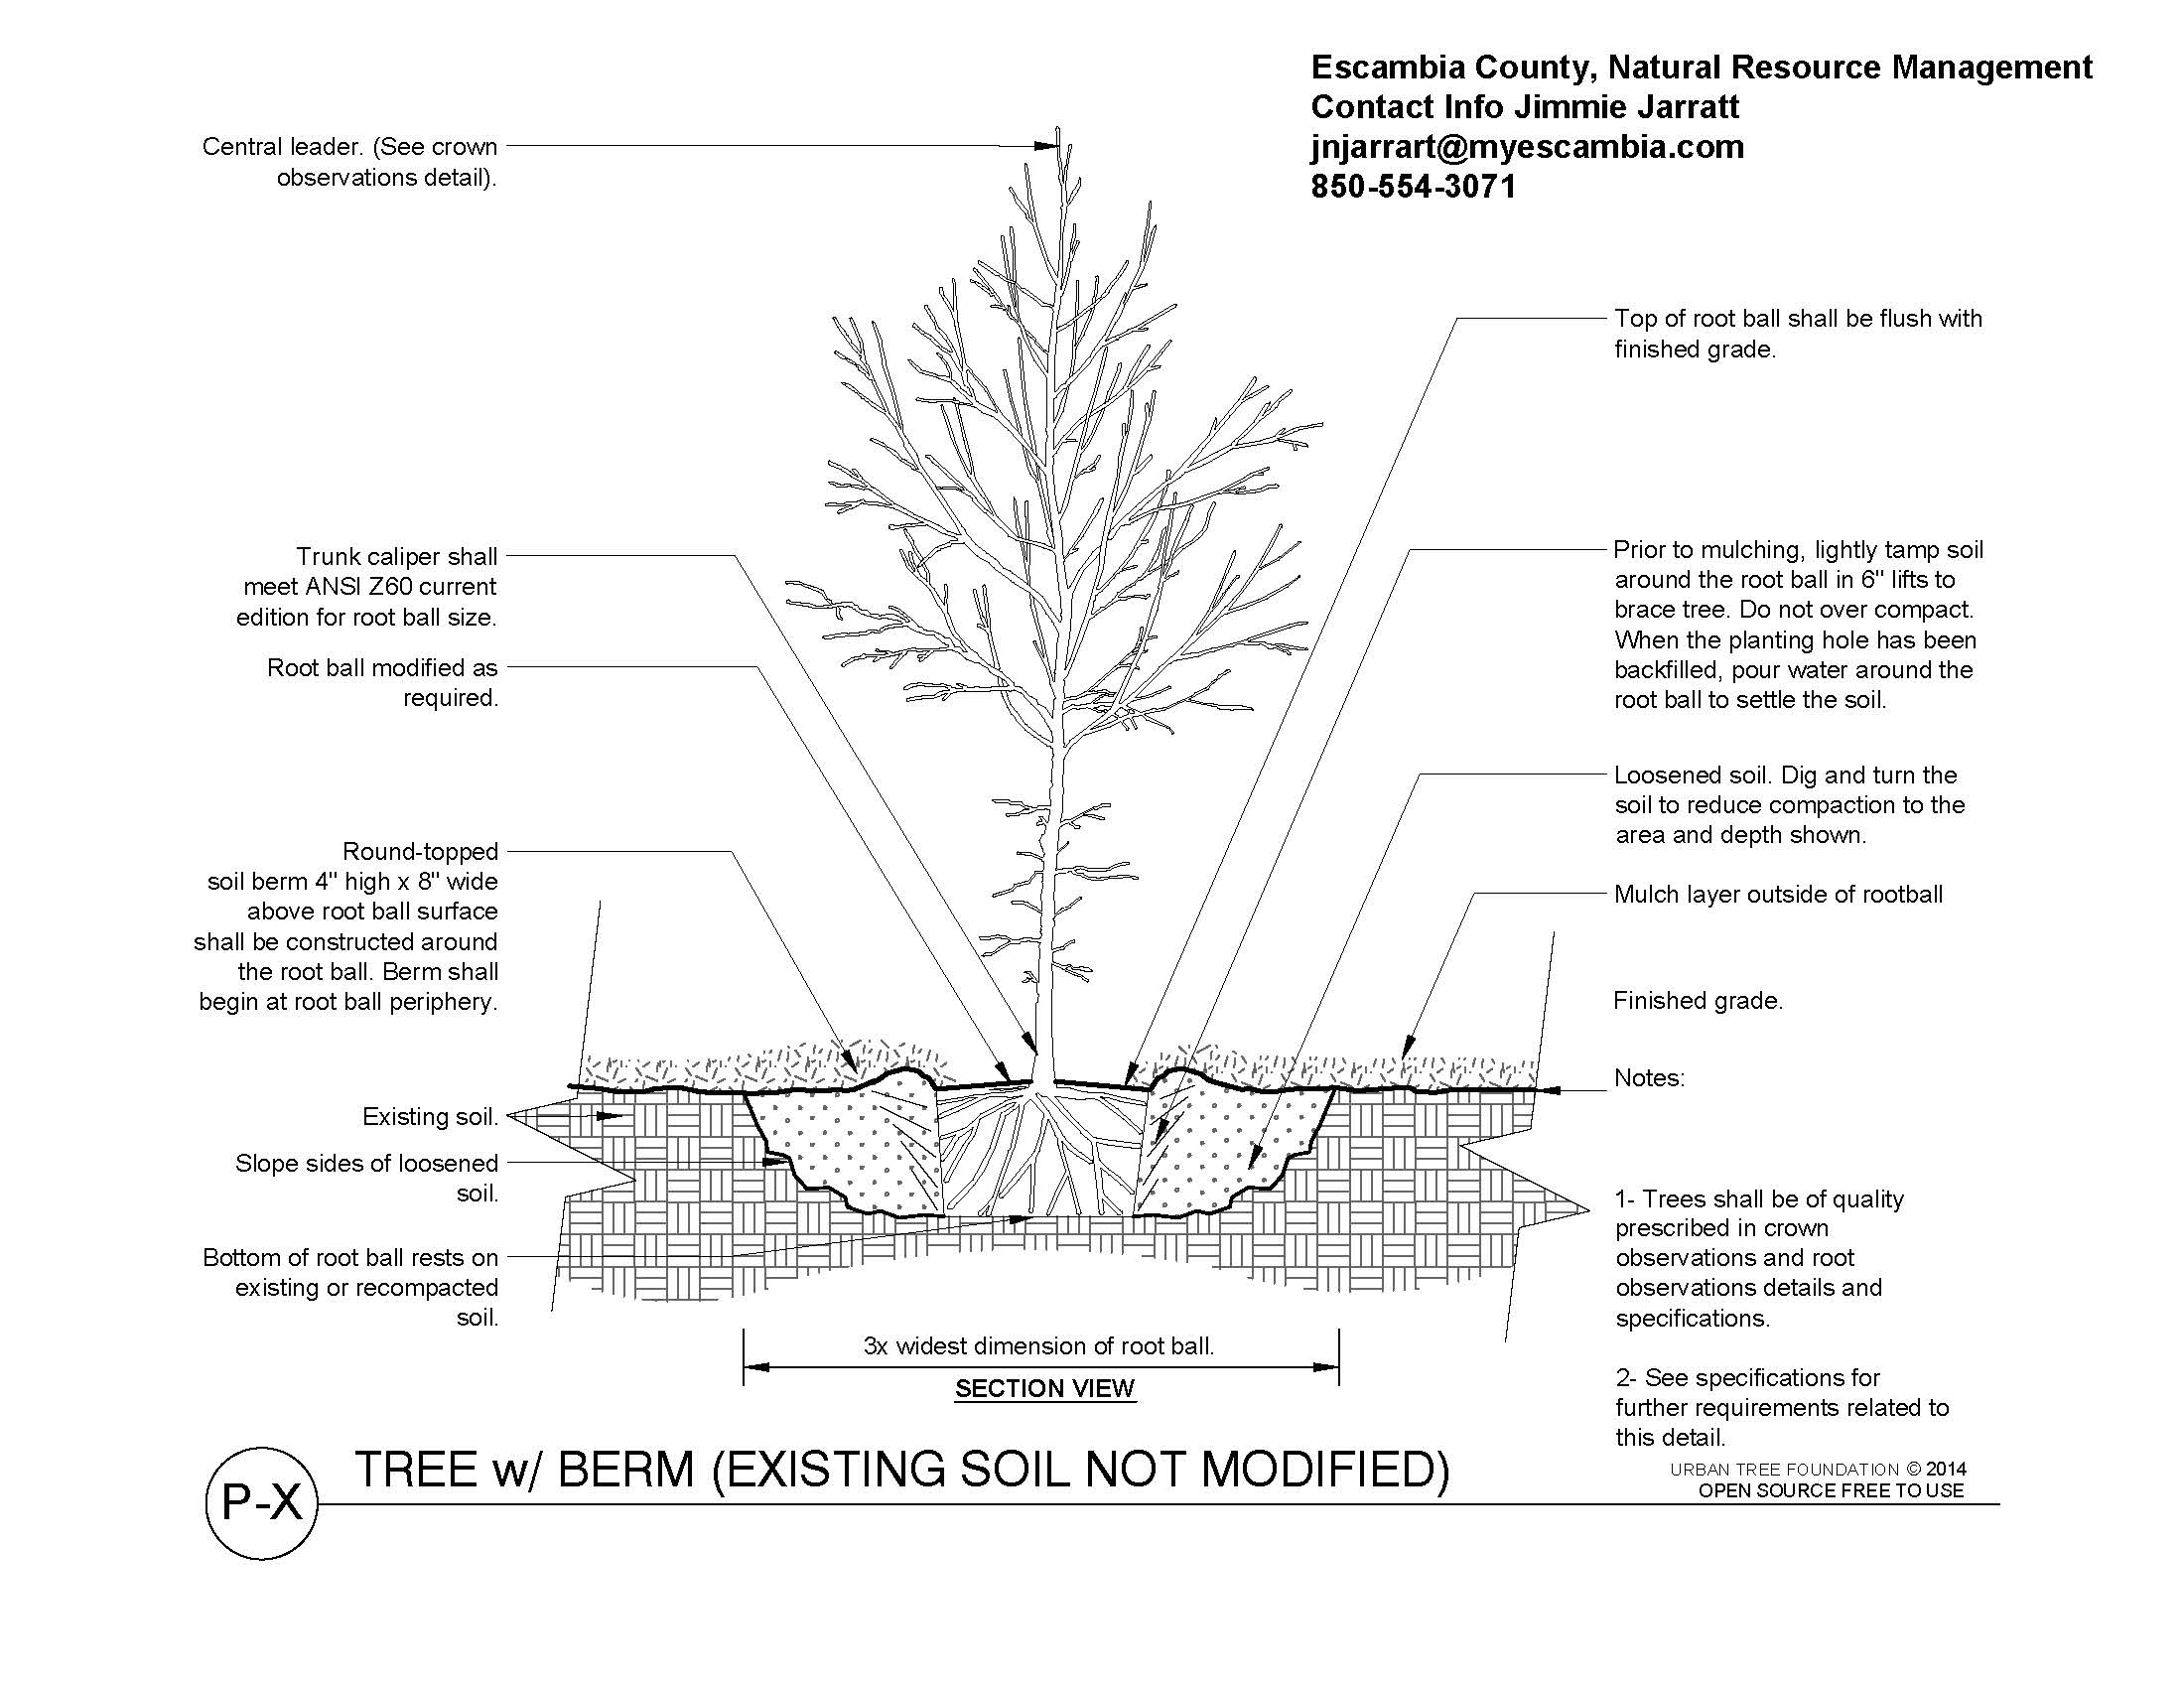 Escambia County, Natural Resource Management
Contact Info Jimmie Jarratt
jnjarrart@myescambia.com
850-554-3071
Central leader. (See crown
observations detail).
Trunk caliper shall
meet ANSI Z60 current
edition for root ball size.
Root ball modified as
required.
Round-topped
soil berm 4" high x 8" wide
above root ball surface
shall be constructed around
the root ball. Berm shall
begin at root ball periphery.
Existing soil.
Slope sides of loosened
soil.
Bottom of root ball rests on
existing or recompacted
soil.
Top of root ball shall be flush with
finished grade.
Prior to mulching, lightly tamp soil
around the root ball in 6" lifts to
brace tree. Do not over compact.
When the planting hole has been
backfilled, pour water around the
root ball to settle the soil.
Loosened soil. Dig and turn the
soil to reduce compaction to the
area and depth shown.
Mulch layer outside of rootball
Finished grade.
Notes:
1- Trees shall be of quality
prescribed in crown
observations and root
observations details and
specifications.
2- See specifications for
further requirements related to
this detail.
3x widest dimension of root ball.
SECTION VIEW
P-X
TREE w/ BERM (EXISTING SOIL NOT MODIFIED)
URBAN TREE FOUNDATION © 2014
OPEN SOURCE FREE TO USE